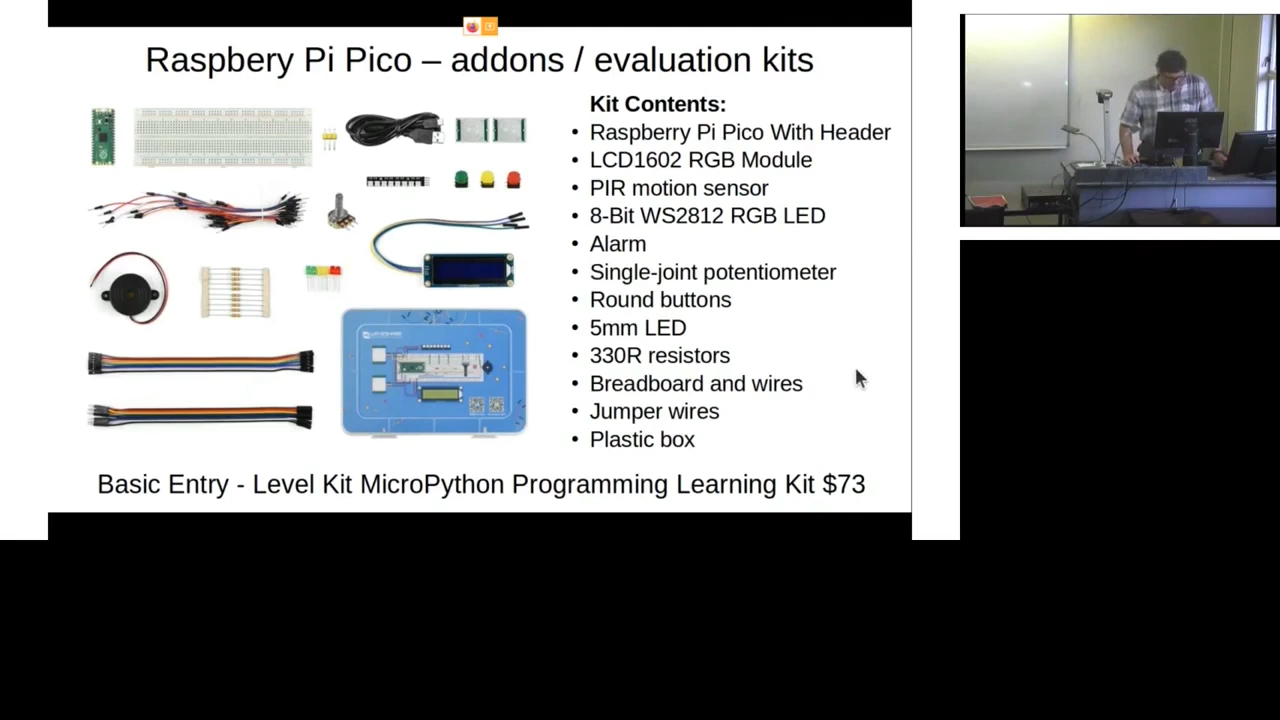 Raspbery Pi Pico – addons / evaluation kits
Kit Contents:
• Raspberry Pi Pico With Header
• LCD1602 RGB Module
• PIR motion sensor
• 8-Bit WS2812 RGB LED
• Alarm
• Single-joint potentiometer
• Round buttons
• 5mm LED
• 330R resistors
• Breadboard and wires
• Jumper wires
• Plastic box
Basic Entry - Level Kit MicroPython Programming Learning Kit $73